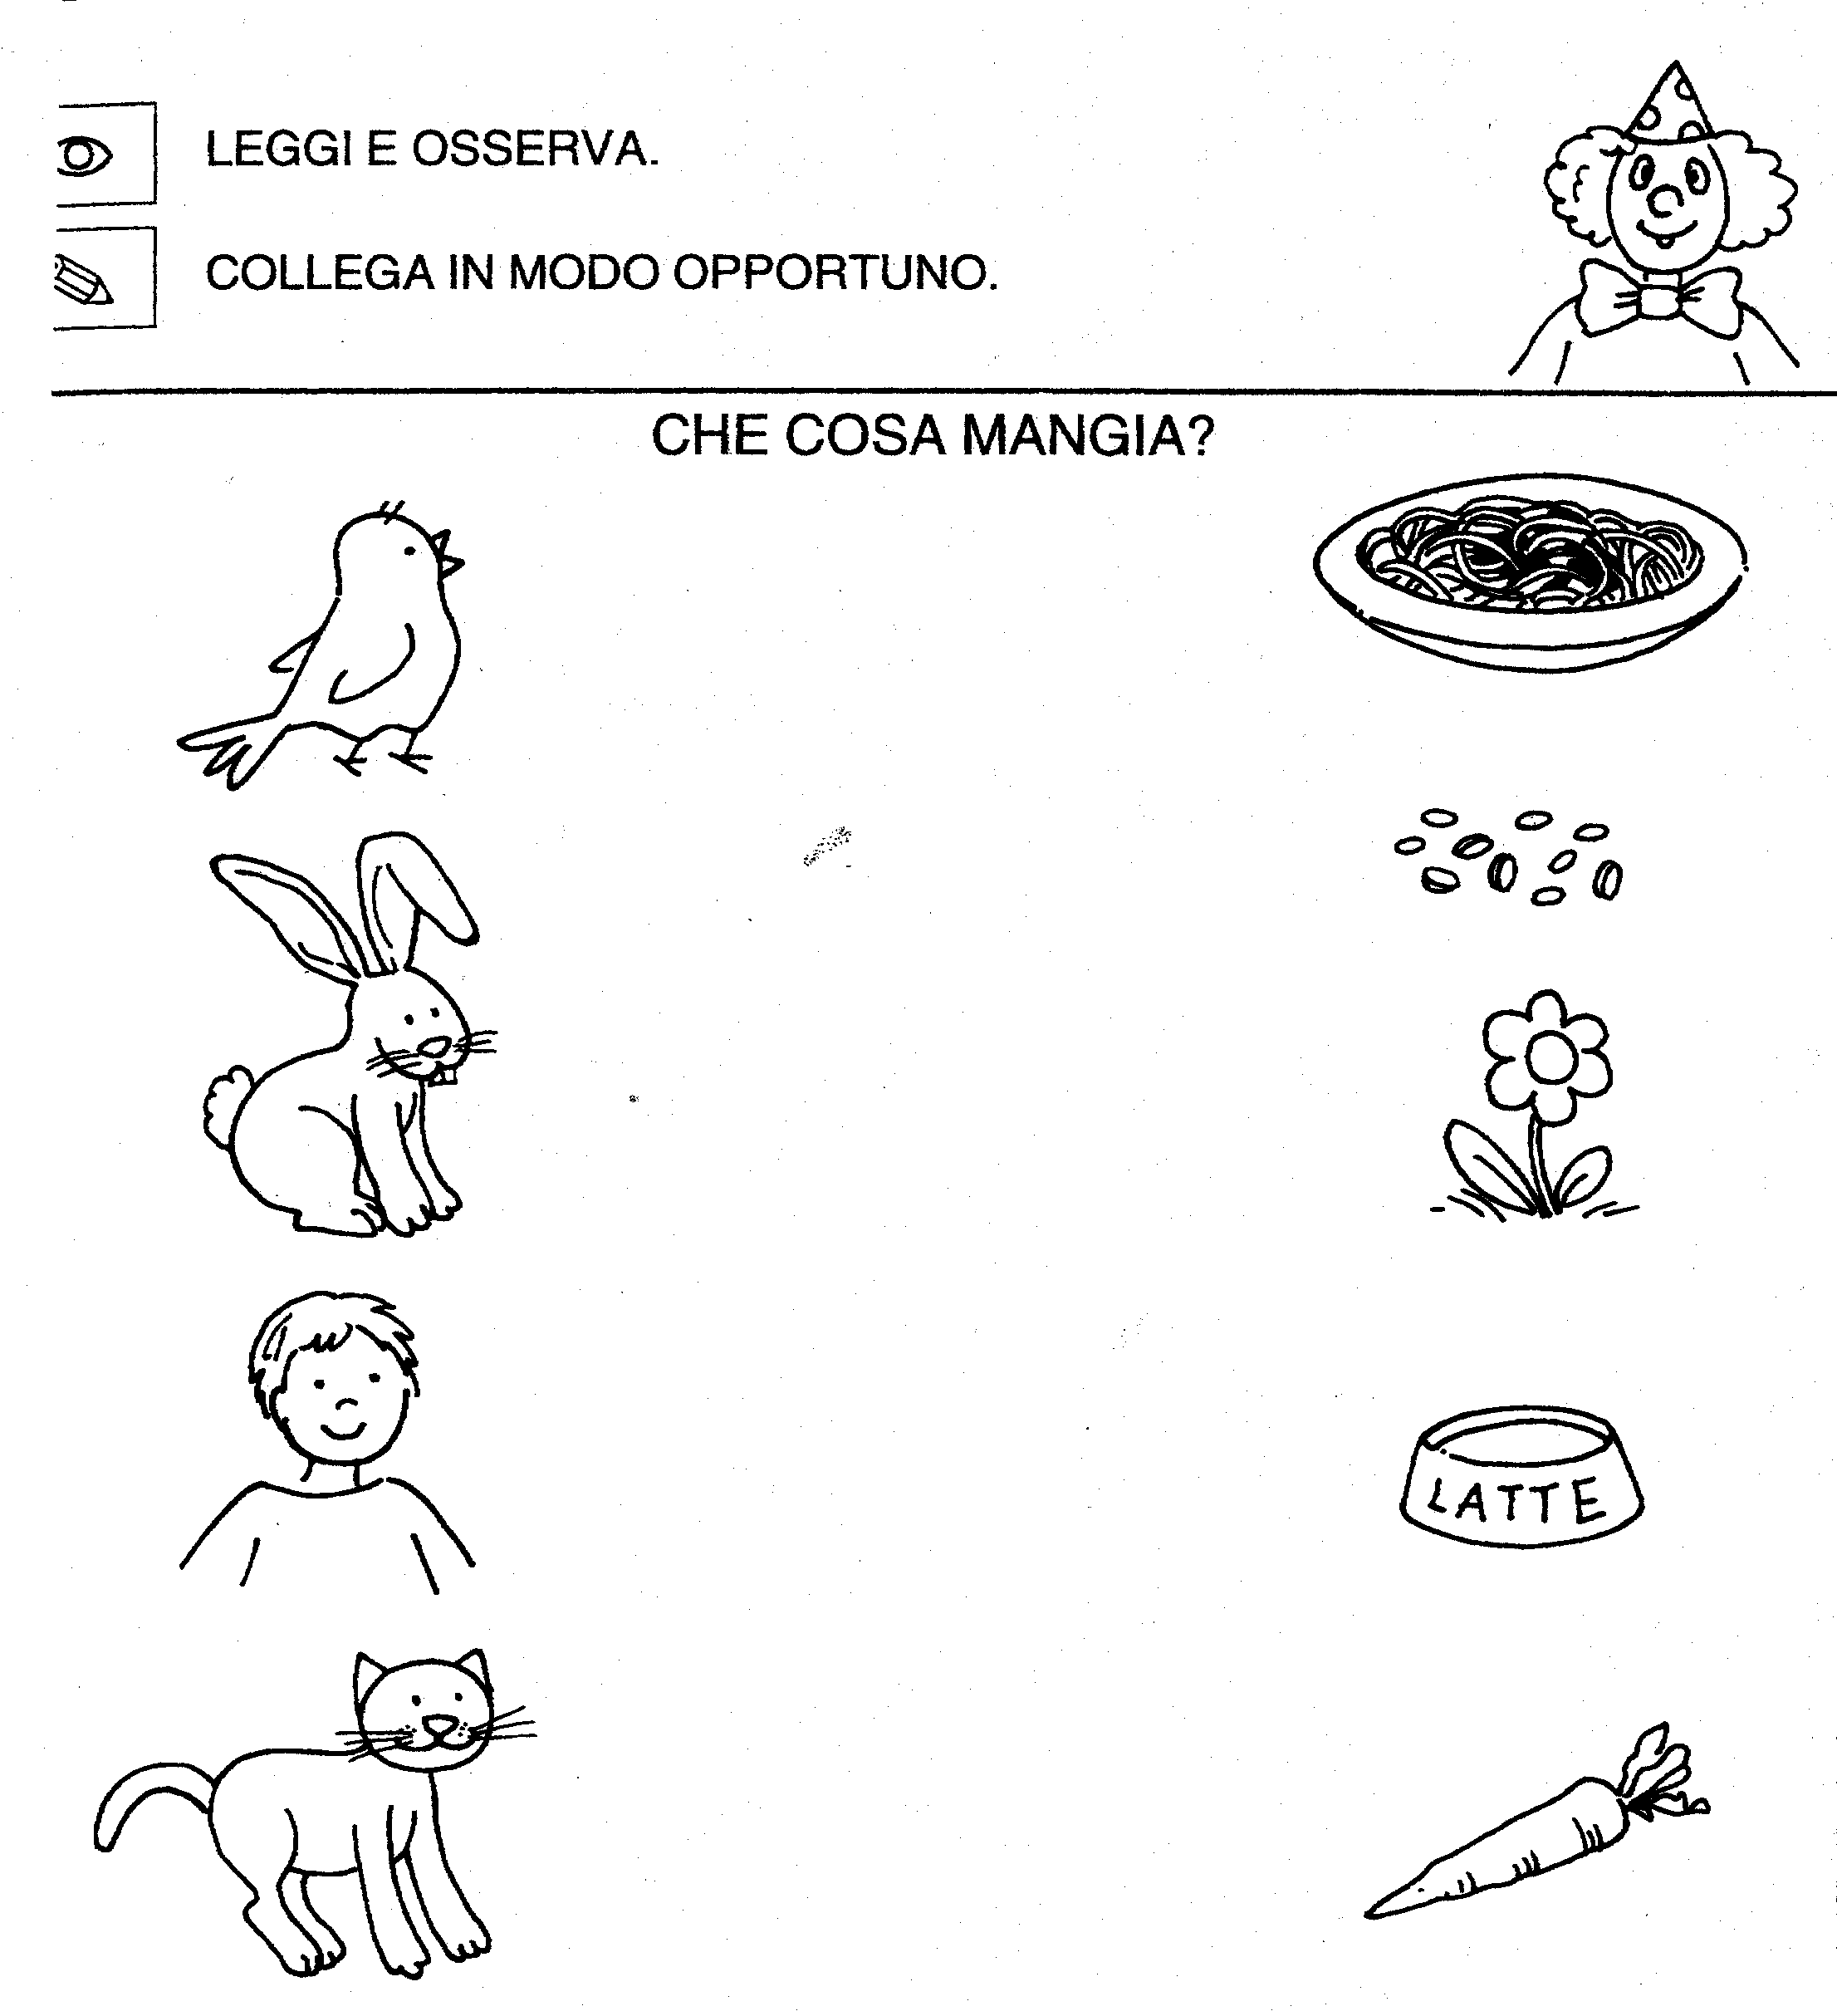 LEGGI E OSSERVA.
COLLEGA IN MODO OPPORTUNO.
CHE COSA MANGIA?
LATTE